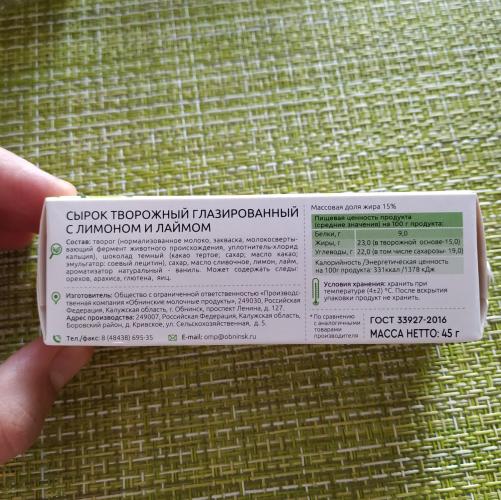 СЫРОК ТВОРОЖНЫЙ ГЛАЗИРОВАННЫЙ
С ЛИМОНОМ И ЛАЙМОМ
Состав: творог (нормализованное молоко, закваска, молокосверты-
вающий фермент животного происхождения, уплотнитель-хлорид
кальция), шоколад темный (какао тертое; сахар; масло какао;
эмульгатор: соевый лецитин), сахар, масло сливочное, лимон, лайм,
ароматизатор натуральный - ваниль. Может содержать следы:
орехов, арахиса, глютена, яиц.
Изготовитель: Общество с ограниченной ответственностью «Производс-
твенная компания «Обнинские молочные продукты», 249030, Российская
Федерация, Калужская область, г. Обнинск, проспект Ленина, д. 127.
Адрес производства: 249007, Российская Федерация, Калужская область,
Боровский район, д. Кривское, ул. Сельскохозяйственная, д. 5.
Тел./факс: 8 (48438) 695-35
E-mail: omp@obninsk.ru
Массовая доля жира 15%
Пищевая ценность продукта
(средние значения) на 100 г продукта:
Белки, г 9,0
Жиры, г 23,0 (в творожной основе-15,0)
Углеводы, г 22,0 (в том числе сахарозы- 19,0)
Калорийность /Энергетическая ценность
на 100г продукта: 331ккал /1378 кДж
Условия хранения: хранить при
температуре (4±2) °С. После вскрытия
упаковки продукт не хранить.
* По сравнению
с аналогичными
товарами
производителя
ГОСТ 33927-2016
МАССА НЕТТО: 45 г